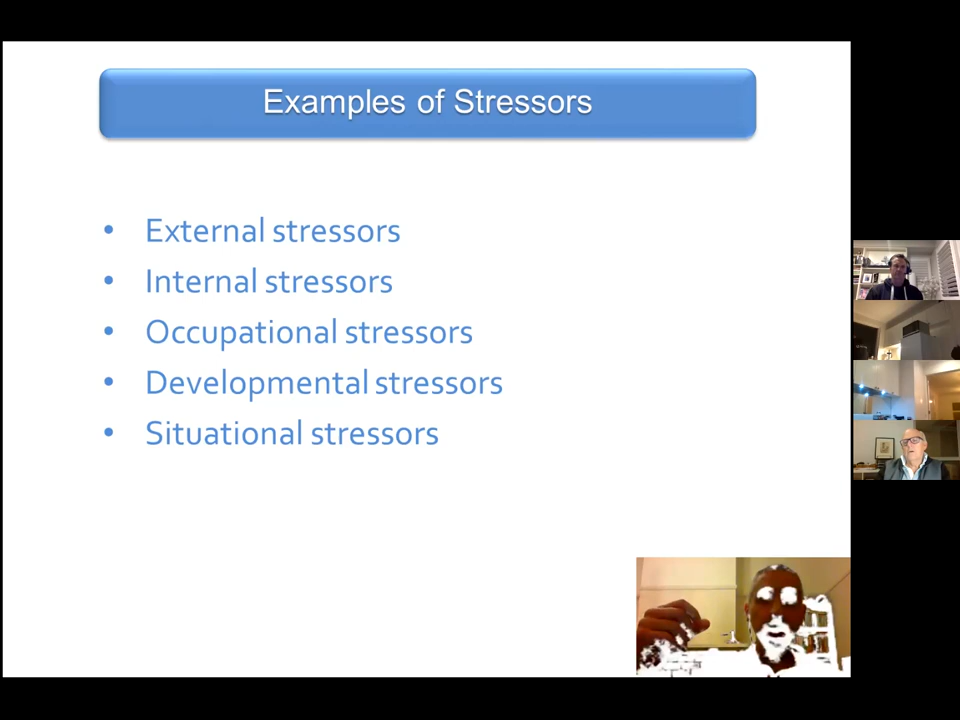 Examples of Stressors
• External stressors
• Internal stressors
• Occupational stressors
• Developmental stressors
• Situational stressors